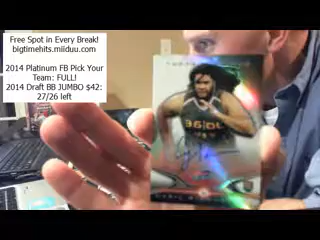 Free Spot in Every Break!
bigtimehits.miiduu.com
2014 Platinum FB Pick Your
Team: FULL!
2014 Draft BB JUMBO $42:
27/26 left